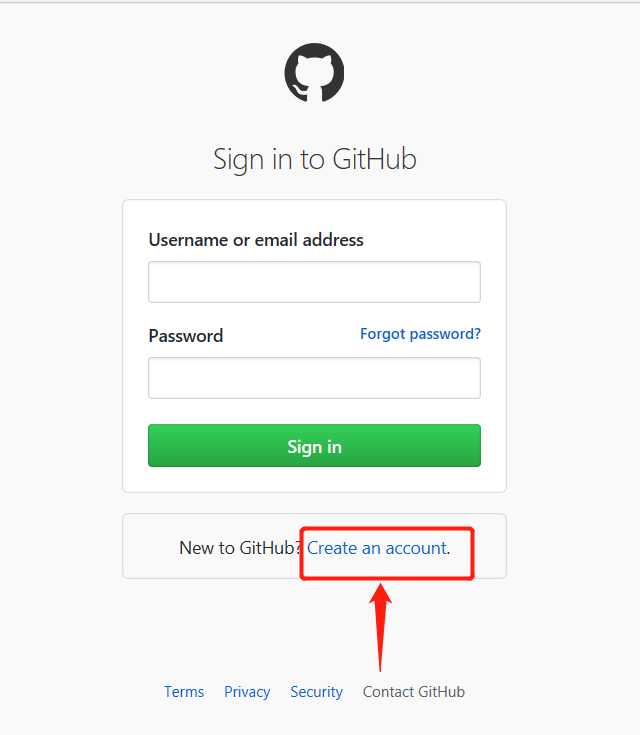 Sign in to GitHub
Username or email address
Password Forgot password?
Sign in
New to GitHub? Create an account.
Terms Privacy Security Contact GitHub